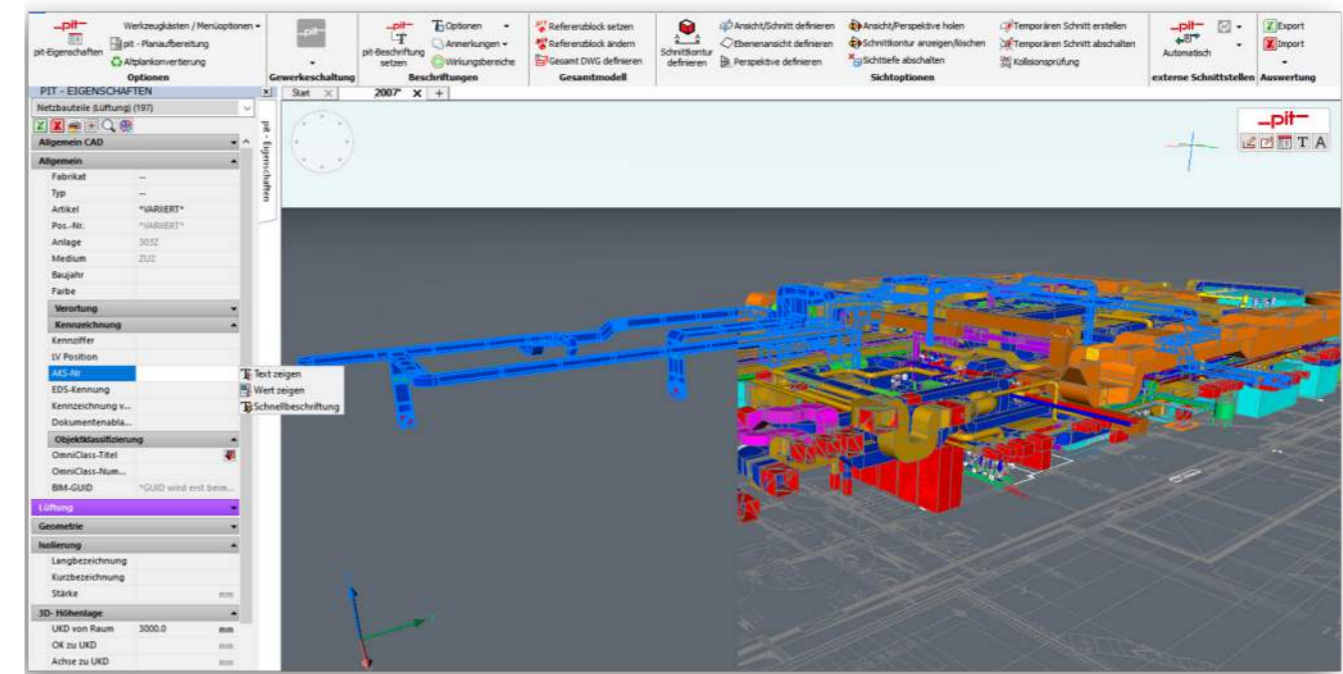 -pit-
pit-Eigenschaften
Werkzeugkästen / Menüoptionen
pit - Planaufbereitung
Altplankonvertierung
Optionen
-pit-
Gewerkeschaltung
-pit-
pit-Beschriftung
setzen
Optionen
Anmerkungen
Wirkungsbereiche
Beschriftungen
Referenzblock setzen
Referenzblock ändern
Gesamt DWG definieren
Gesamtmodell
Schnittkontur
definieren
Ansicht/Schnitt definieren
Ebenenansicht definieren
Perspektive definieren
Ansicht/Perspektive holen
Schnittkontur anzeigen/löschen
Sichttiefe abschalten
Temporären Schnitt erstellen
Temporären Schnitt abschalten
Kollisionsprüfung
Sichtoptionen
-pit-
Automatisch
externe Schnittstellen
Export
Import
Auswertung
PIT - EIGENSCHAFTEN
Start
2007*
Netzbauteile (Lüftung) (197)
pit - Eigenschaften
-pit-
T A
Allgemein CAD
Allgemein
Fabrikat --
Typ --
Artikel *VARIIERT*
Pos.-Nr. *VARIIERT*
Anlage 303Z
Medium ZUZ
Baujahr
Farbe
Verortung
Kennzeichnung
Kennziffer
LV Position
AKS-Nr
EDS-Kennung
Kennzeichnung v...
Dokumentenabla...
Text zeigen
Wert zeigen
Schnellbeschriftung
Objektklassifizierung
OmniClass-Titel
OmniClass-Num...
BIM-GUID *GUID wird erst beim...
Lüftung
Geometrie
Isolierung
Langbezeichnung
Kurzbezeichnung
Stärke mm
3D- Höhenlage
UKD von Raum 3000.0 mm
OK zu UKD mm
Achse zu UKD mm